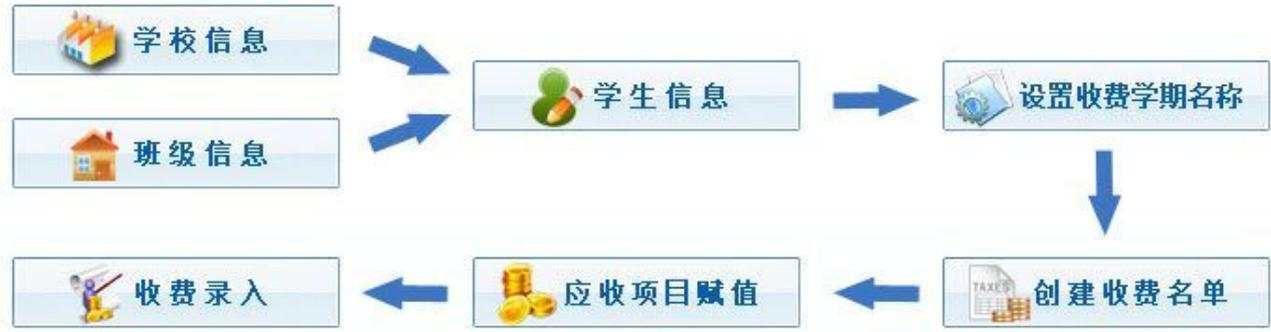 学校信息
班级信息
学生信息
设置收费学期名称
TAXES
创建收费名单
应收项目赋值
收费录入